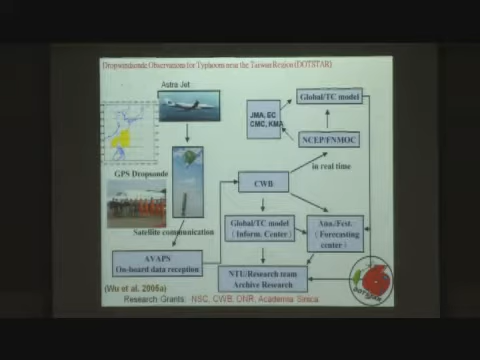 Dropwindsonde Observations for Typhoons near the Taiwan Region (DOTSTAR)
Astra Jet
JMA, EC
CMC, KMA
Global/TC model
NCEP/FNMOC
in real time
GPS Dropsonde
CWB
Satellite communication
Global/TC model
( Inform. Center )
Ana./Fcst.
(Forecasting
center )
AVAPS
On-board data reception
NTU/Research team
Archive Research
DOTSTAR
(Wu et al. 2005a)
Research Grants: NSC, CWB, ONR, Academia Sinica